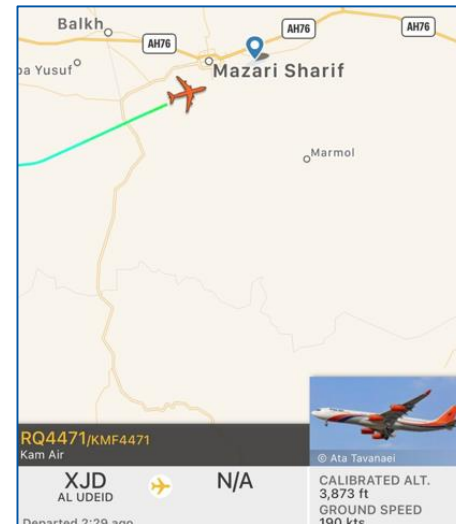 Balkh
AH76
AH76
AH76
Yusuf
Mazari Sharif
Marmol
RQ4471/KMF4471
Kam Air
© Ata Tavanaei
XJD
N/A
AL UDEID
CALIBRATED ALT.
3,873 ft
GROUND SPEED
190 kts
Departed 2:29 ago